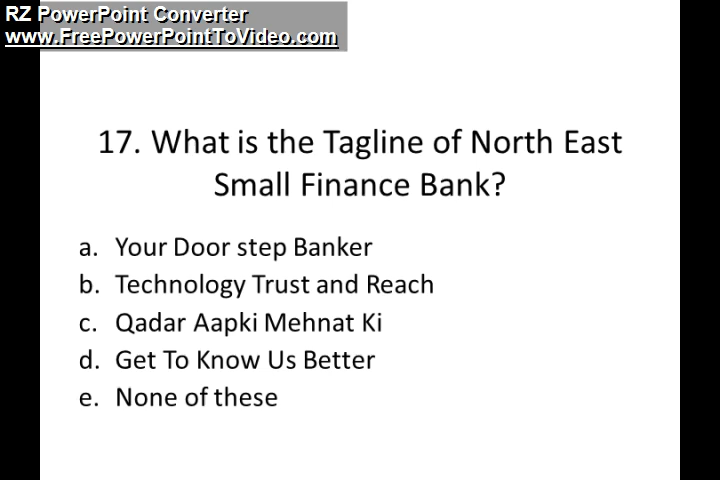 RZ PowerPoint Converter
www.FreePowerPointToVideo.com
17. What is the Tagline of North East
Small Finance Bank?
a. Your Door step Banker
b. Technology Trust and Reach
c. Qadar Aapki Mehnat Ki
d. Get To Know Us Better
e. None of these